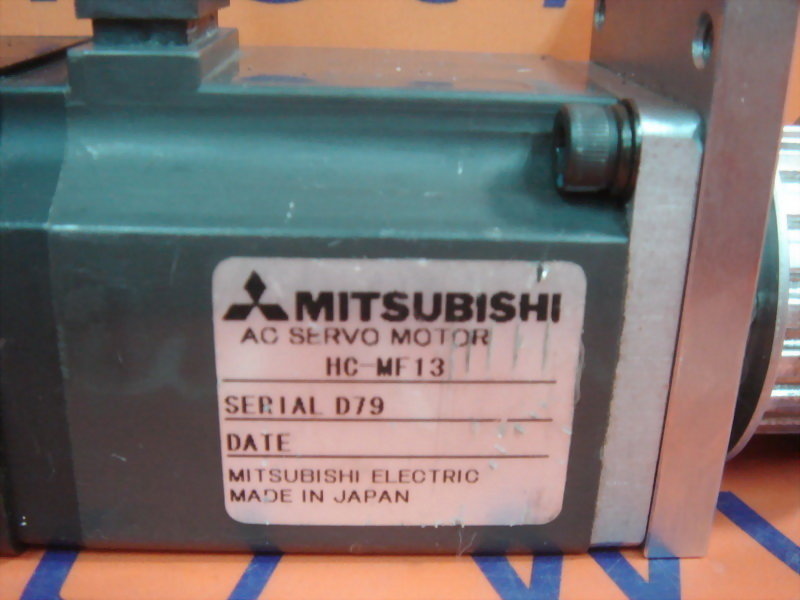 MITSUBISHI
AC SERVO MOTOR
HC-MF13
SERIAL D79
DATE
MITSUBISHI ELECTRIC
MADE IN JAPAN